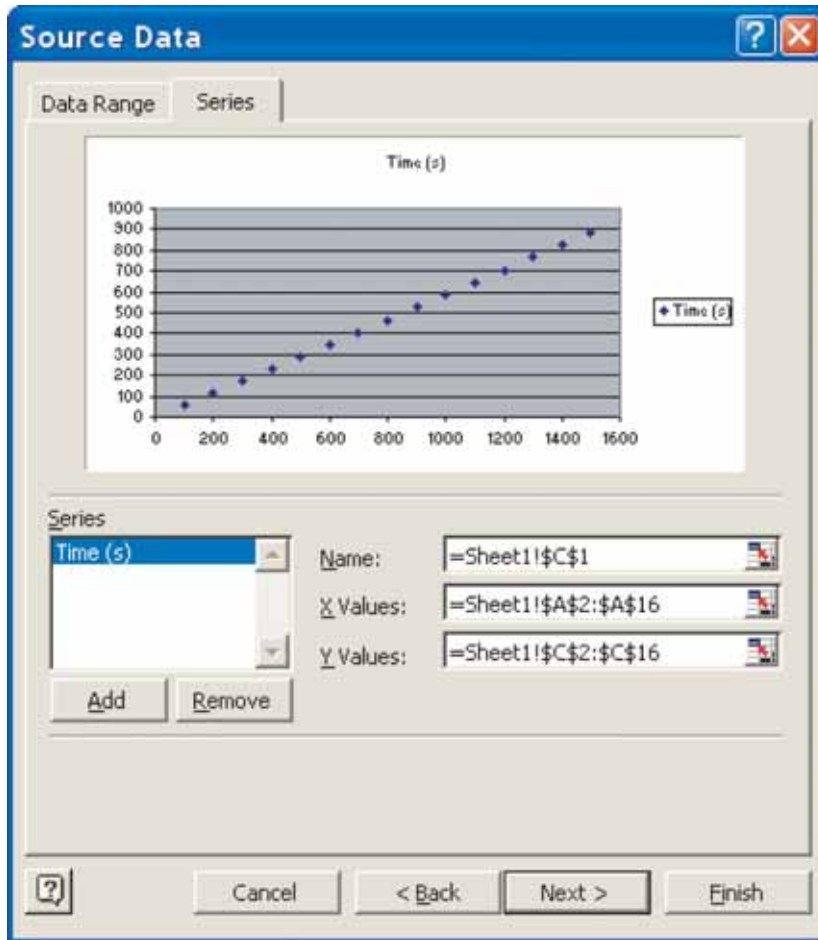 Source Data
Data Range Series
Time (s)
1000
900
800
700
600
500
400
300
200
100
0
0 200 400 600 800 1000 1200 1400 1600
Time (s)
Series
Time (s)
Name: =Sheet1!$C$1
X Values: =Sheet1!$A$2:$A$16
Y Values: =Sheet1!$C$2:$C$16
Add Remove
Cancel < Back Next > Finish